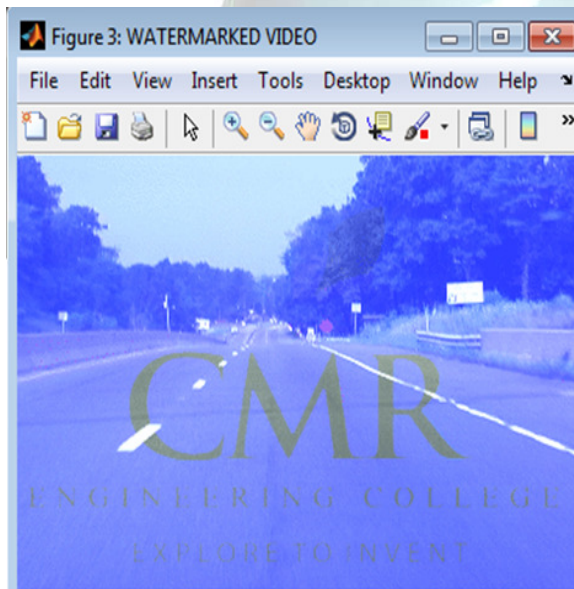 Figure 3: WATERMARKED VIDEO
File Edit View Insert Tools Desktop Window Help
CMR
ENGINEERING COLLEGE
EXPLORE TO INVENT